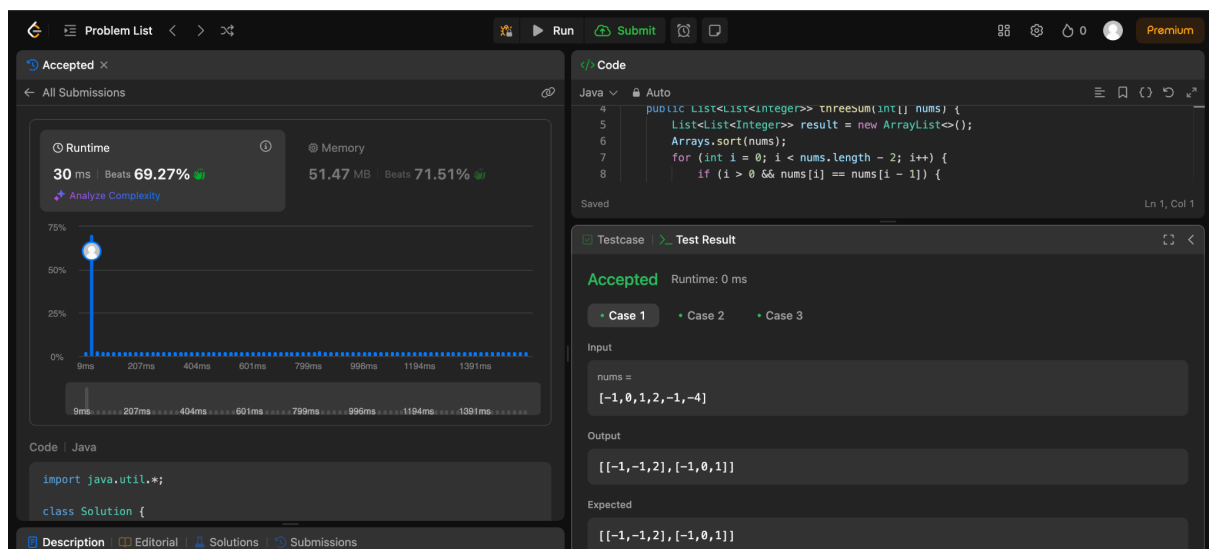 Problem List
Run
Submit
0
Premium
Accepted
All Submissions
Runtime
30 ms | Beats 69.27%
Analyze Complexity
Memory
51.47 MB | Beats 71.51%
75%
50%
25%
0%
9ms 207ms 404ms 601ms 799ms 996ms 1194ms 1391ms
9ms 207ms 404ms 601ms 799ms 996ms 1194ms 1391ms
Code | Java
import java.util.*;
class Solution {
Description | Editorial | Solutions | Submissions
</> Code
Java Auto
4 public List<List<Integer>> threeSum(int[] nums) {
5 List<List<Integer>> result = new ArrayList<>();
6 Arrays.sort(nums);
7 for (int i = 0; i < nums.length - 2; i++) {
8 if (i > 0 && nums[i] == nums[i - 1]) {
Saved
Ln 1, Col 1
Testcase | >_ Test Result
Accepted Runtime: 0 ms
• Case 1 • Case 2 • Case 3
Input
nums =
[-1,0,1,2,-1,-4]
Output
[[-1,-1,2],[-1,0,1]]
Expected
[[-1,-1,2],[-1,0,1]]